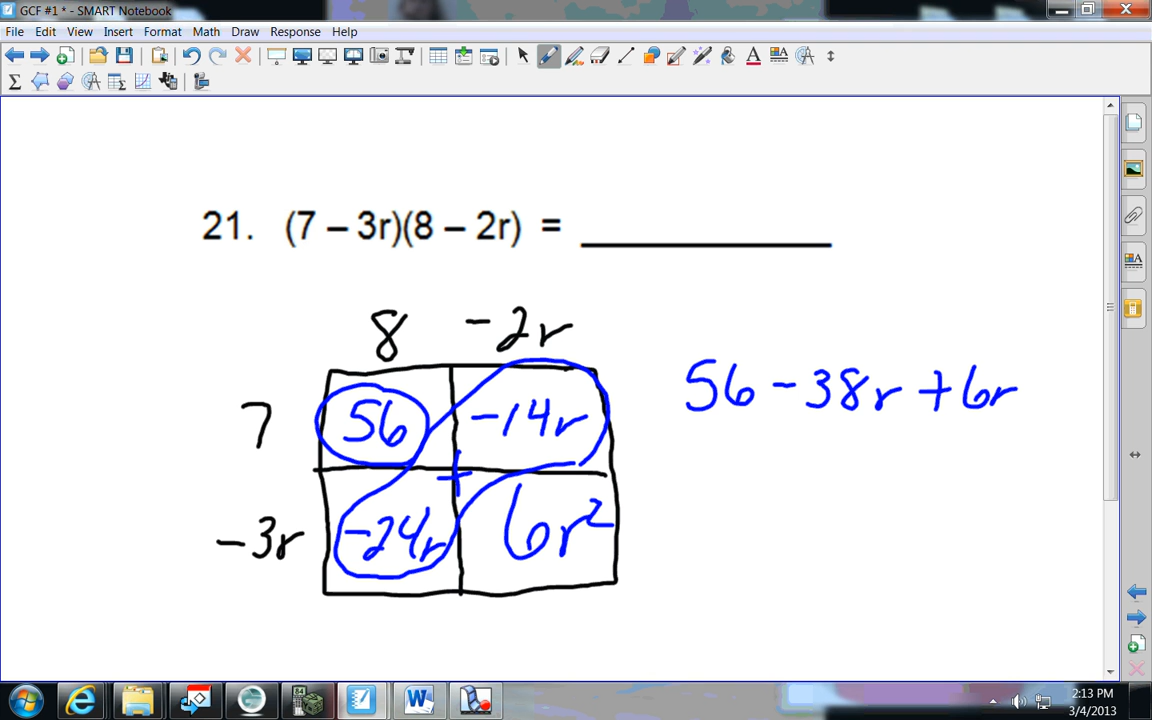 GCF #1 * - SMART Notebook
File Edit View Insert Format Math Draw Response Help
21. (7 – 3r)(8 – 2r) = ____________
8 -2r
7 56 -14r
+
-3r -24r 6r²
56 - 38r + 6r
2:13 PM
3/4/2013